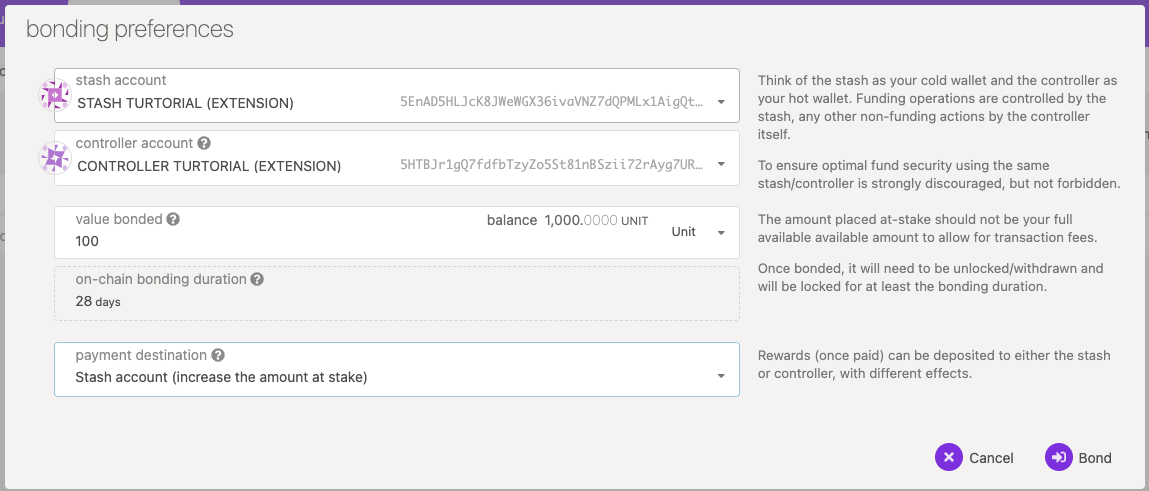 bonding preferences
stash account
STASH TURTORIAL (EXTENSION) 5EnAD5HLJcK8JWeWGX36ivaVNZ7dQPMLx1AigQt…
controller account
CONTROLLER TURTORIAL (EXTENSION) 5HTBJr1gQ7fdfbTzyZo5St81nBSzii72rAyg7UR…
Think of the stash as your cold wallet and the controller as
your hot wallet. Funding operations are controlled by the
stash, any other non-funding actions by the controller
itself.
To ensure optimal fund security using the same
stash/controller is strongly discouraged, but not forbidden.
value bonded
balance 1,000.0000 UNIT
100
Unit
on-chain bonding duration
28 days
The amount placed at-stake should not be your full
available available amount to allow for transaction fees.
Once bonded, it will need to be unlocked/withdrawn and
will be locked for at least the bonding duration.
payment destination
Stash account (increase the amount at stake)
Rewards (once paid) can be deposited to either the stash
or controller, with different effects.
Cancel
Bond